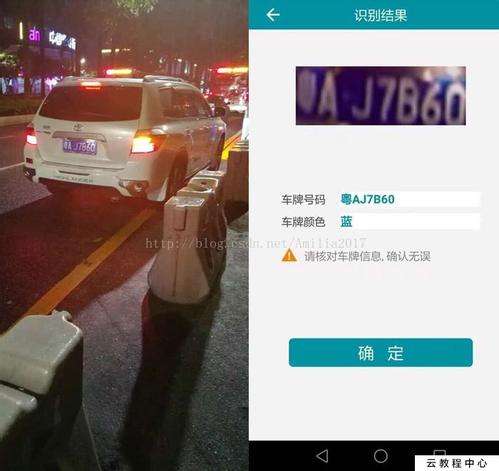 粤A J7B60
识别结果
粤A J7B60
车牌号码 粤AJ7B60
车牌颜色 蓝
http://blog.csdn.net/Amilia2017
请核对车牌信息, 确认无误
确 定
云教程中心